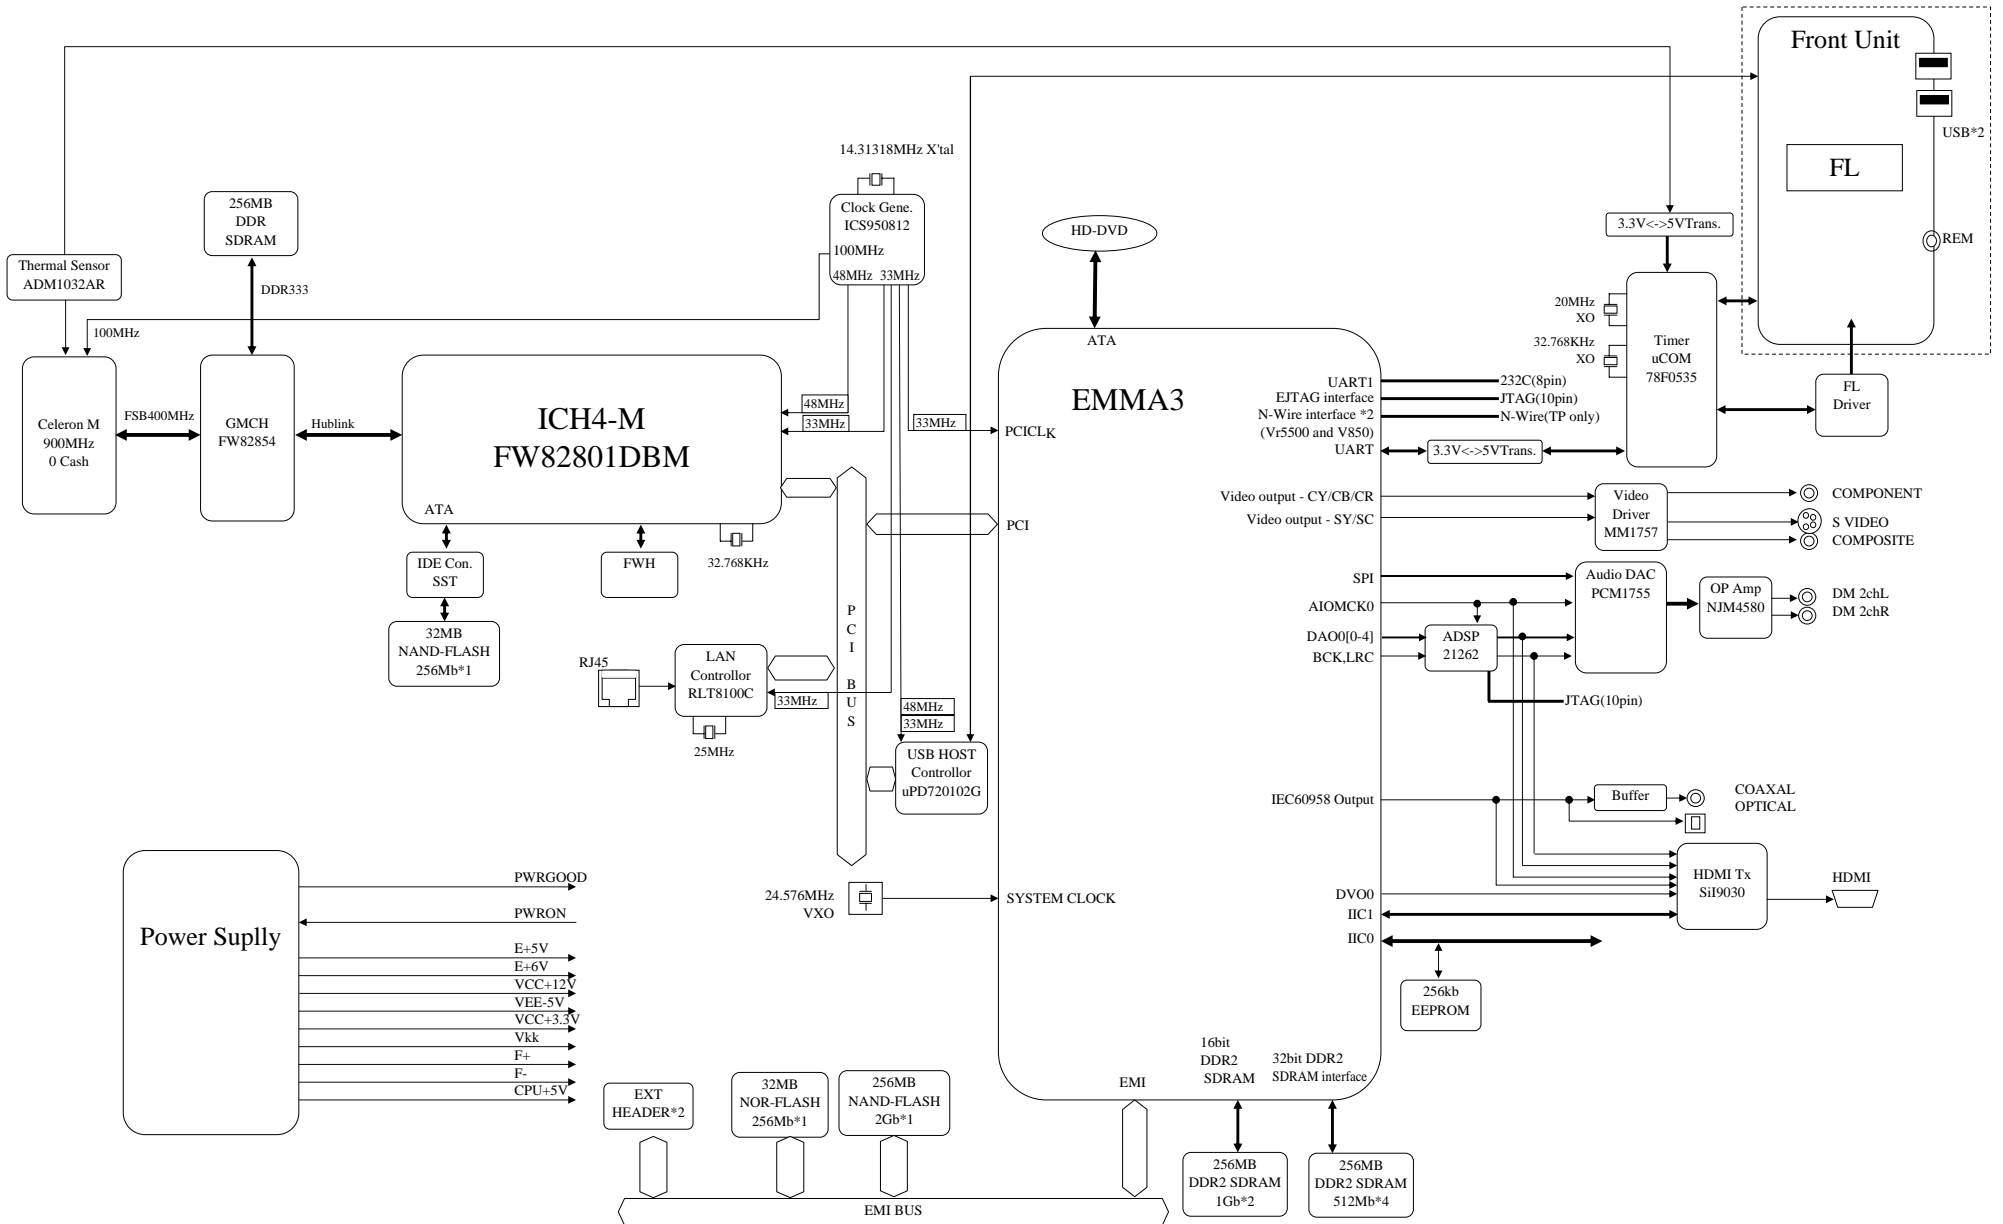 Front Unit
USB*2
FL
REM
14.31318MHz X'tal
Clock Gene.
ICS950812
100MHz
48MHz
33MHz
256MB
DDR
SDRAM
DDR333
Thermal Sensor
ADM1032AR
100MHz
HD-DVD
3.3V<->5VTrans.
20MHz
XO
32.768KHz
XO
Timer
uCOM
78F0535
FL
Driver
Celeron M
900MHz
0 Cash
FSB400MHz
GMCH
FW82854
Hublink
ICH4-M
FW82801DBM
ATA
48MHz
33MHz
33MHz
IDE Con.
SST
FWH
32.768KHz
32MB
NAND-FLASH
256Mb*1
RJ45
LAN
Controllor
RLT8100C
33MHz
25MHz
PCI BUS
48MHz
33MHz
USB HOST
Controllor
uPD720102G
24.576MHz
VXO
ATA
EMMA3
PCICLK
PCI
SYSTEM CLOCK
UART1
EJTAG interface
N-Wire interface *2
(Vr5500 and V850)
UART
232C(8pin)
JTAG(10pin)
N-Wire(TP only)
3.3V<->5VTrans.
Video output - CY/CB/CR
Video output - SY/SC
Video
Driver
MM1757
COMPONENT
S VIDEO
COMPOSITE
SPI
AIOMCK0
DAO0[0-4]
BCK,LRC
ADSP
21262
Audio DAC
PCM1755
OP Amp
NJM4580
DM 2chL
DM 2chR
JTAG(10pin)
IEC60958 Output
Buffer
COAXAL
OPTICAL
DVO0
IIC1
IIC0
HDMI Tx
SiI9030
HDMI
256kb
EEPROM
Power Suplly
PWRGOOD
PWRON
E+5V
E+6V
VCC+12V
VEE-5V
VCC+3.3V
Vkk
F+
F-
CPU+5V
EMI
16bit
DDR2
SDRAM
32bit DDR2
SDRAM interface
EXT
HEADER*2
32MB
NOR-FLASH
256Mb*1
256MB
NAND-FLASH
2Gb*1
256MB
DDR2 SDRAM
1Gb*2
256MB
DDR2 SDRAM
512Mb*4
EMI BUS